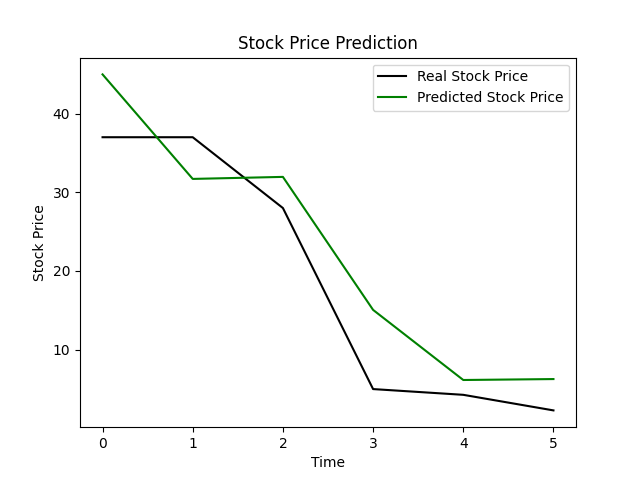 Stock Price Prediction
Real Stock Price
Predicted Stock Price
40
30
20
10
Stock Price
0 1 2 3 4 5
Time